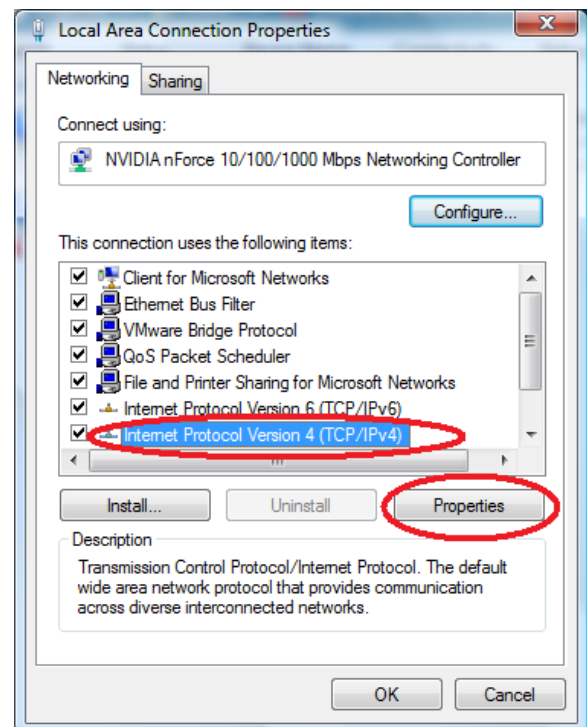 Local Area Connection Properties
Networking
Sharing
Connect using:
NVIDIA nForce 10/100/1000 Mbps Networking Controller
Configure...
This connection uses the following items:
Client for Microsoft Networks
Ethernet Bus Filter
VMware Bridge Protocol
QoS Packet Scheduler
File and Printer Sharing for Microsoft Networks
Internet Protocol Version 6 (TCP/IPv6)
Internet Protocol Version 4 (TCP/IPv4)
Install...
Uninstall
Properties
Description
Transmission Control Protocol/Internet Protocol. The default
wide area network protocol that provides communication
across diverse interconnected networks.
OK
Cancel